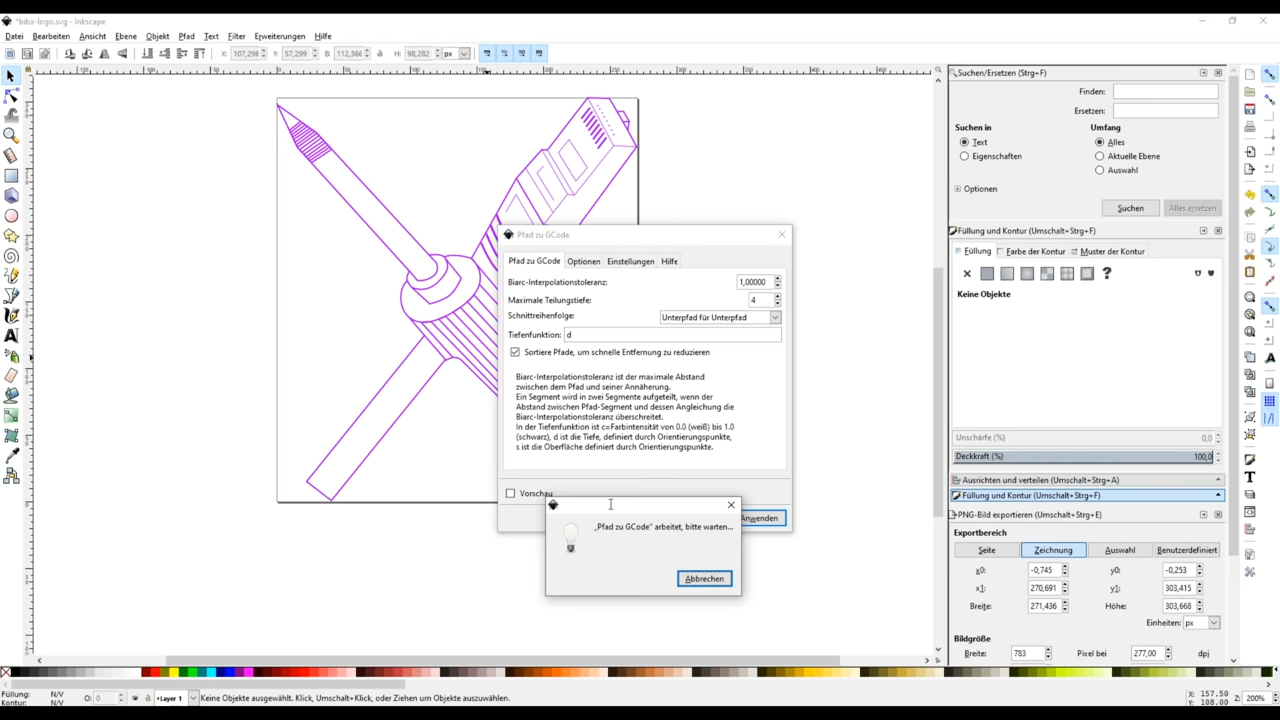 *biba-logo.svg - Inkscape
Datei Bearbeiten Ansicht Ebene Objekt Pfad Text Filter Erweiterungen Hilfe
X: 107,296 Y: 57,299 B: 112,366 H: 98,282 px
Suchen/Ersetzen (Strg+F)
Finden:
Ersetzen:
Suchen in Umfang
Text Alles
Eigenschaften Aktuelle Ebene
Auswahl
Optionen
Suchen Alles ersetzen
Füllung und Kontur (Umschalt+Strg+F)
Füllung Farbe der Kontur Muster der Kontur
Keine Objekte
Unschärfe (%) 0,0
Deckkraft (%) 100,0
Ausrichten und verteilen (Umschalt+Strg+A)
Füllung und Kontur (Umschalt+Strg+F)
PNG-Bild exportieren (Umschalt+Strg+E)
Exportbereich
Seite Zeichnung Auswahl Benutzerdefiniert
x0: -0,745 y0: -0,253
x1: 270,691 y1: 303,415
Breite: 271,436 Höhe: 303,668
Einheiten: px
Bildgröße
Breite: 783 Pixel bei 277,00 dpi
Pfad zu GCode
Pfad zu GCode Optionen Einstellungen Hilfe
Biarc-Interpolationstoleranz: 1,00000
Maximale Teilungstiefe: 4
Schnittreihenfolge: Unterpfad für Unterpfad
Tiefenfunktion: d
Sortiere Pfade, um schnelle Entfernung zu reduzieren
Biarc-Interpolationstoleranz ist der maximale Abstand
zwischen dem Pfad und seiner Annäherung.
Ein Segment wird in zwei Segmente aufgeteilt, wenn der
Abstand zwischen Pfad-Segment und dessen Angleichung die
Biarc-Interpolationstoleranz überschreitet.
In der Tiefenfunktion ist c=Farbintensität von 0.0 (weiß) bis 1.0
(schwarz), d ist die Tiefe, definiert durch Orientierungspunkte,
s ist die Oberfläche definiert durch Orientierungspunkte.
Vorschau
Anwenden
„Pfad zu GCode“ arbeitet, bitte warten...
Abbrechen
Füllung: N/V
Kontur: N/V
O: 0
Layer 1
Keine Objekte ausgewählt. Klick, Umschalt+Klick, oder Ziehen um Objekte auszuwählen.
X: 157,50
Y: 108,00
Z: 200%